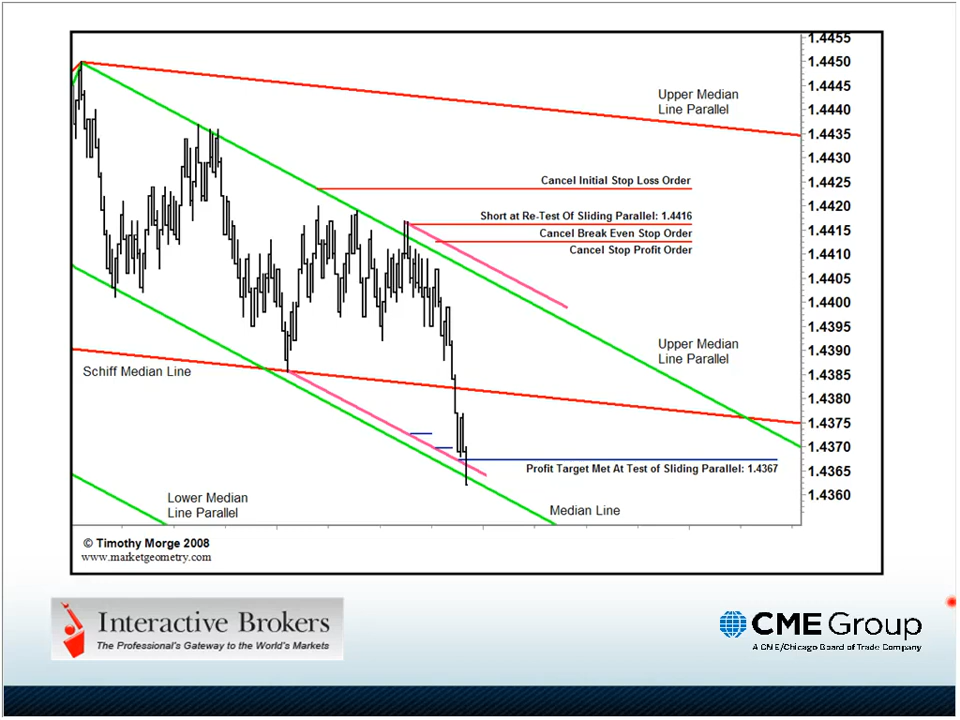 1.4455
1.4450
1.4445
1.4440
1.4435
1.4430
1.4425
1.4420
1.4415
1.4410
1.4405
1.4400
1.4395
1.4390
1.4385
1.4380
1.4375
1.4370
1.4365
1.4360
Upper Median
Line Parallel
Cancel Initial Stop Loss Order
Short at Re-Test Of Sliding Parallel: 1.4416
Cancel Break Even Stop Order
Cancel Stop Profit Order
Upper Median
Line Parallel
Schiff Median Line
Profit Target Met At Test of Sliding Parallel: 1.4367
Lower Median
Line Parallel
Median Line
© Timothy Morge 2008
www.marketgeometry.com
Interactive Brokers
The Professional's Gateway to the World's Markets
CME Group
A CME/Chicago Board of Trade Company